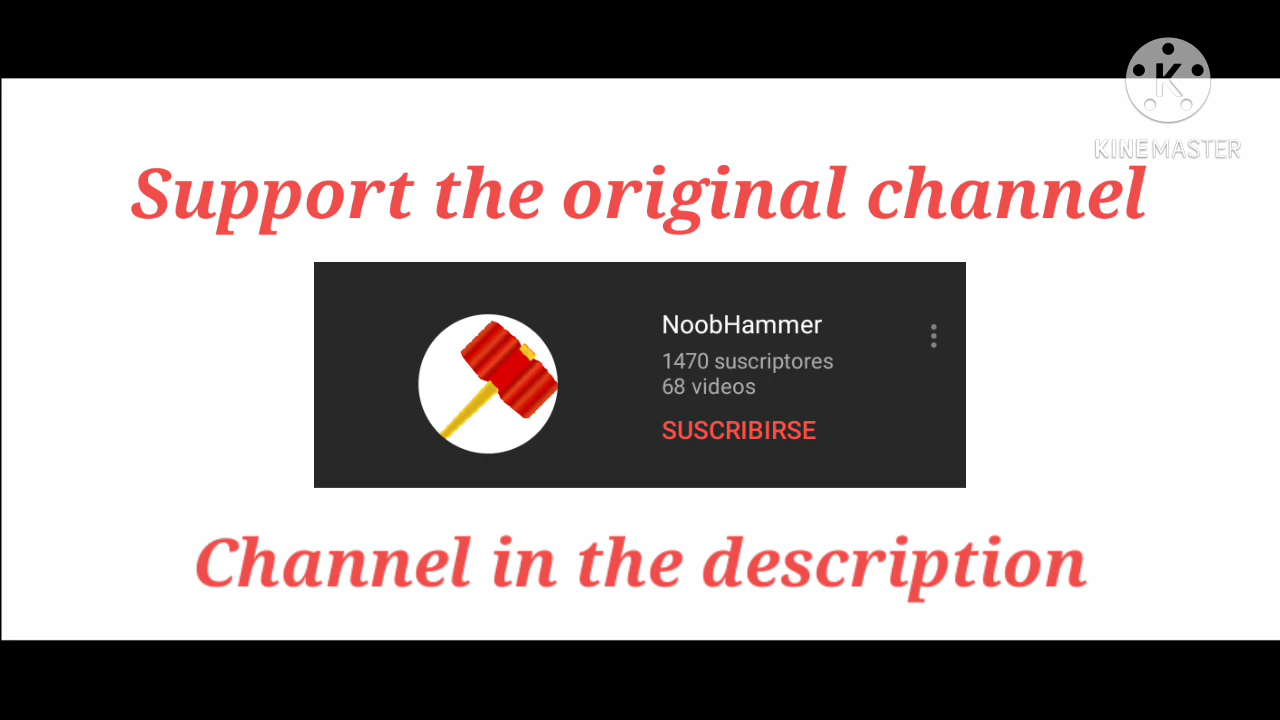 K
KINEMASTER
Support the original channel
NoobHammer
1470 suscriptores
68 videos
SUSCRIBIRSE
Channel in the description